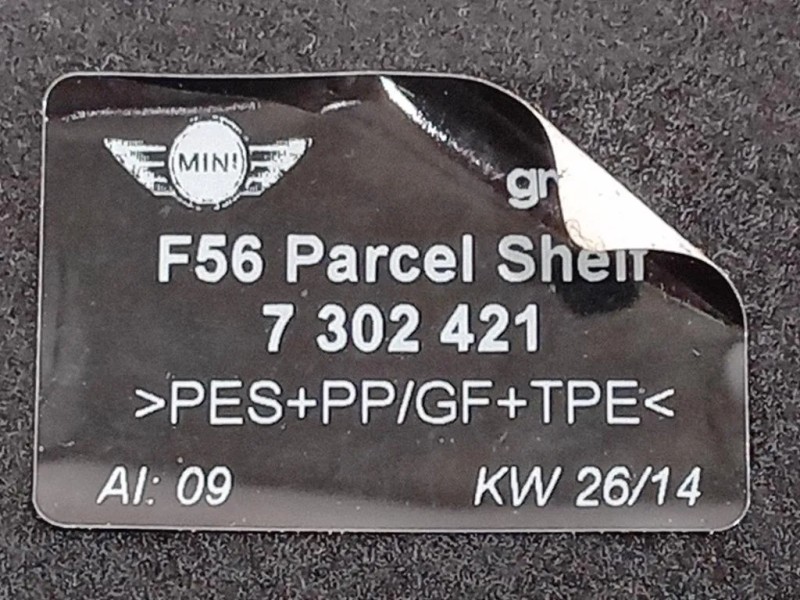 MINI
F56 Parcel Shelf
7 302 421
>PES+PP/GF+TPE<
AI: 09 KW 26/14